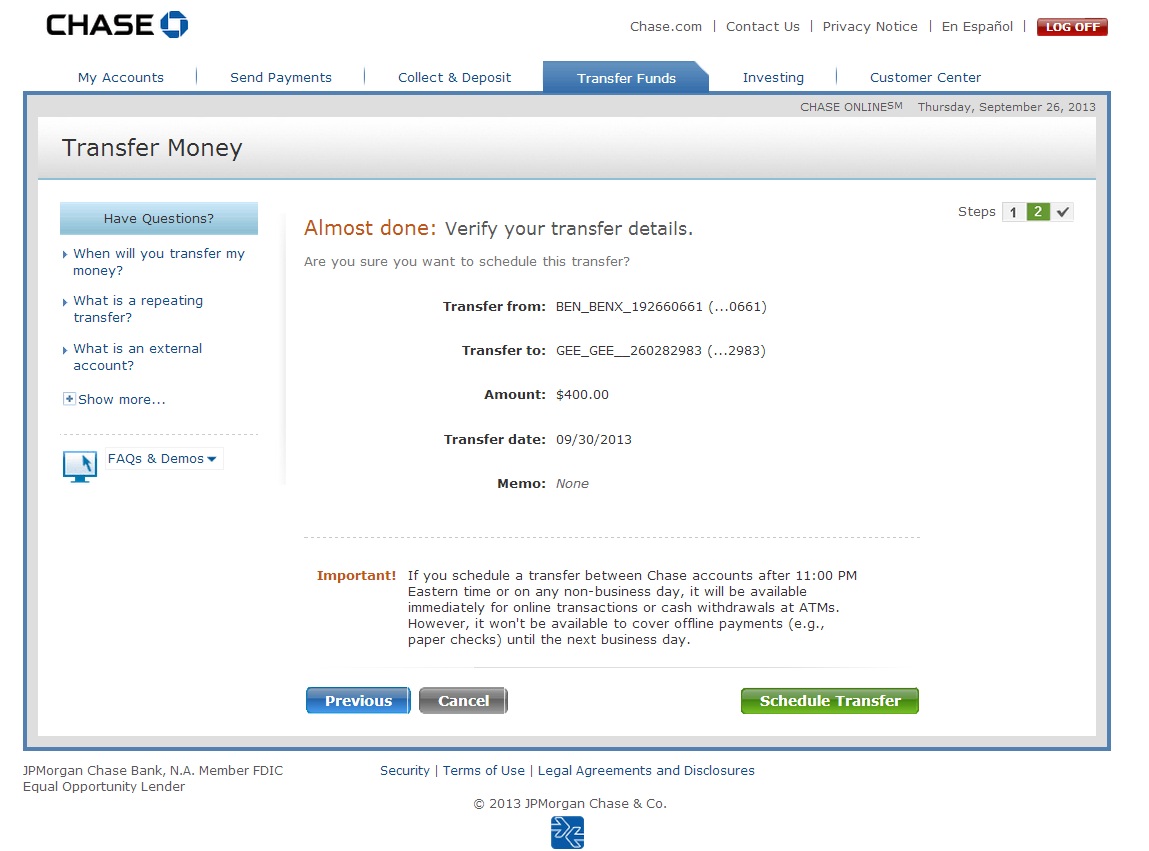 CHASE
Chase.com | Contact Us | Privacy Notice | En Español | LOG OFF
My Accounts | Send Payments | Collect & Deposit Transfer Funds Investing | Customer Center
CHASE ONLINE℠ Thursday, September 26, 2013
Transfer Money
Have Questions?
When will you transfer my
money?
What is a repeating
transfer?
What is an external
account?
Show more...
FAQs & Demos
Steps 1 2
Almost done: Verify your transfer details.
Are you sure you want to schedule this transfer?
Transfer from: BEN_BENX_192660661 (...0661)
Transfer to: GEE_GEE__260282983 (...2983)
Amount: $400.00
Transfer date: 09/30/2013
Memo: None
Important! If you schedule a transfer between Chase accounts after 11:00 PM
Eastern time or on any non-business day, it will be available
immediately for online transactions or cash withdrawals at ATMs.
However, it won't be available to cover offline payments (e.g.,
paper checks) until the next business day.
Previous Cancel Schedule Transfer
JPMorgan Chase Bank, N.A. Member FDIC
Equal Opportunity Lender
Security | Terms of Use | Legal Agreements and Disclosures
© 2013 JPMorgan Chase & Co.